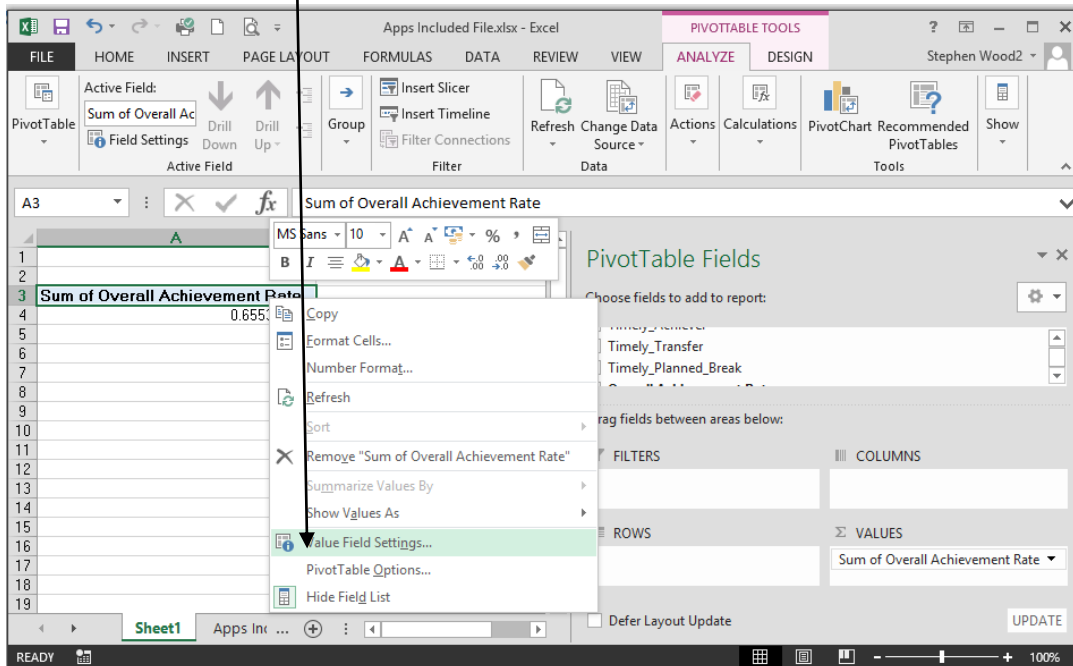 Apps Included File.xlsx - Excel
PIVOTTABLE TOOLS
?
FILE HOME INSERT PAGE LAYOUT FORMULAS DATA REVIEW VIEW ANALYZE DESIGN Stephen Wood2
PivotTable
Active Field:
Sum of Overall Ac
Field Settings
Drill Down
Drill Up
Active Field
Group
Insert Slicer
Insert Timeline
Filter Connections
Filter
Refresh
Change Data Source
Data
Actions
Calculations
PivotChart
Recommended PivotTables
Tools
Show
A3
fx
Sum of Overall Achievement Rate
A
MS Sans 10 A A % ,
B I A .00 .0 .00
1
2
3 Sum of Overall Achievement Rate
4 0.655
5
6
7
8
9
10
11
12
13
14
15
16
17
18
19
Copy
Format Cells...
Number Format...
Refresh
Sort
Remove "Sum of Overall Achievement Rate"
Summarize Values By
Show Values As
Value Field Settings...
PivotTable Options...
Hide Field List
PivotTable Fields
Choose fields to add to report:
Timely_Achiever
Timely_Transfer
Timely_Planned_Break
rag fields between areas below:
FILTERS
COLUMNS
ROWS
Σ VALUES
Sum of Overall Achievement Rate
Defer Layout Update
UPDATE
Sheet1 Apps Inc ...
READY
100%